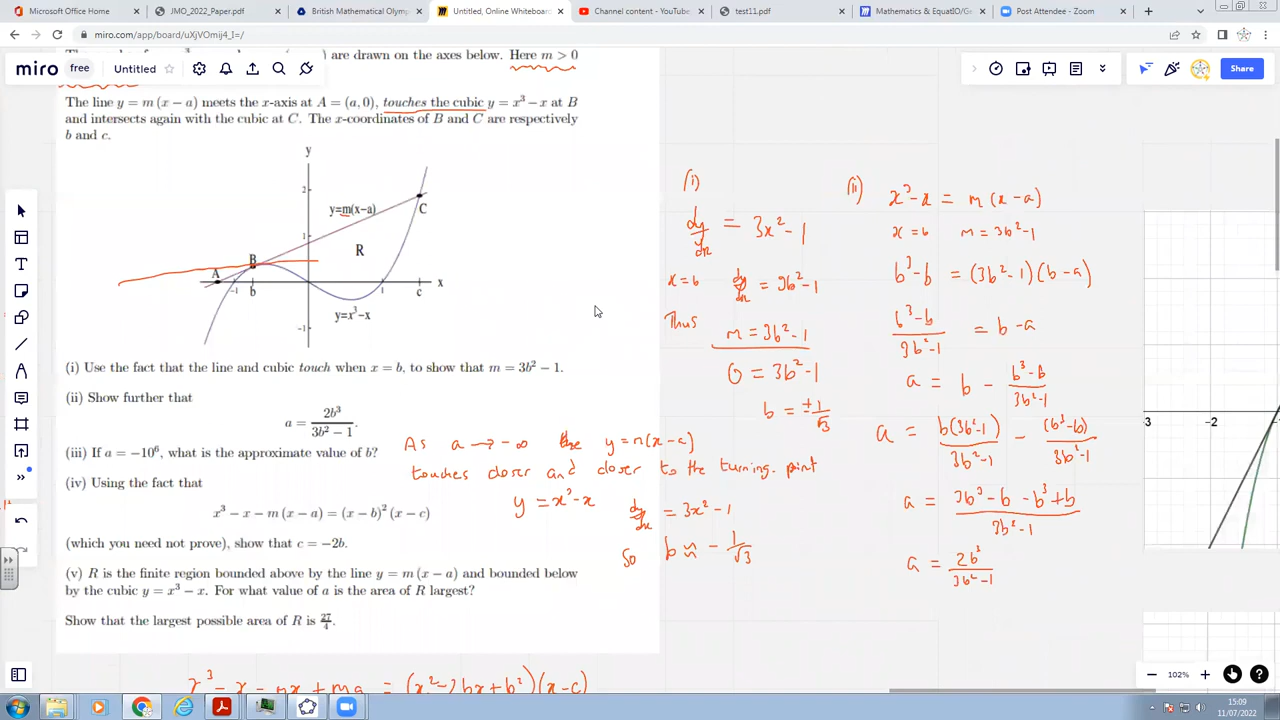 Microsoft Office Home
JMO_2022_Paper.pdf
British Mathematical Olymp
Untitled, Online Whiteboard
Channel content - YouTube
test11.pdf
Mathematics & EquatIO/Ge
Post Attendee - Zoom
miro.com/app/board/uXjVOmij4_I=/
miro
free
Untitled
Share
are drawn on the axes below. Here m > 0
The line y = m (x − a) meets the x-axis at A = (a, 0), touches the cubic y = x³ − x at B
and intersects again with the cubic at C. The x-coordinates of B and C are respectively
b and c.
y
2
y=m(x-a)
C
1
R
B
A
-1
b
1
c
x
y=x³-x
-1
(i) Use the fact that the line and cubic touch when x = b, to show that m = 3b² − 1.
(ii) Show further that
a = 2b³/(3b² − 1).
(iii) If a = −10⁶, what is the approximate value of b?
(iv) Using the fact that
x³ − x − m (x − a) = (x − b)² (x − c)
(which you need not prove), show that c = −2b.
(v) R is the finite region bounded above by the line y = m (x − a) and bounded below
by the cubic y = x³ − x. For what value of a is the area of R largest?
Show that the largest possible area of R is 27/4.
As a → -∞ the y = m(x-a)
touches closer and closer to the turning point
y = x³-x dy/dx = 3x²-1
So b ≈ -1/√3
x³ - x - mx + ma = (x²-2bx+b²)(x-c)
(i)
dy/dx = 3x²-1
x=b dy/dx = 3b²-1
Thus
m = 3b²-1
0 = 3b²-1
b = ±1/√3
(ii) x³-x = m(x-a)
x=b m=3b²-1
b³-b = (3b²-1)(b-a)
(b³-b)/(3b²-1) = b-a
a = b - (b³-b)/(3b²-1)
a = b(3b²-1)/(3b²-1) - (b³-b)/(3b²-1)
a = (3b³-b-b³+b)/(3b²-1)
a = 2b³/(3b²-1)
3
-2
-1
102%
15:09
11/07/2022